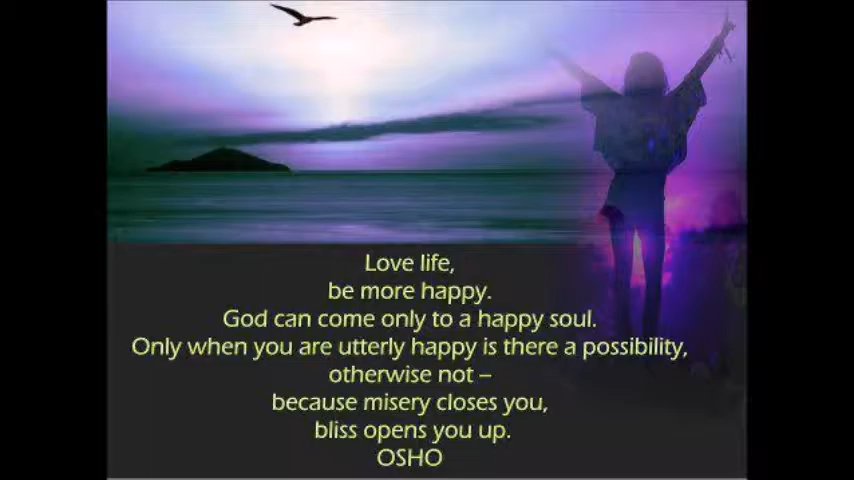 Love life,
be more happy.
God can come only to a happy soul.
Only when you are utterly happy is there a possibility,
otherwise not –
because misery closes you,
bliss opens you up.
OSHO